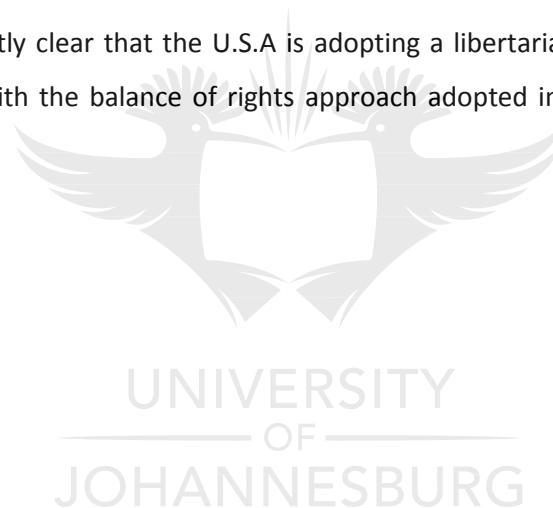 tly clear that the U.S.A is adopting a libertaria
ith the balance of rights approach adopted in
UNIVERSITY
OF
JOHANNESBURG